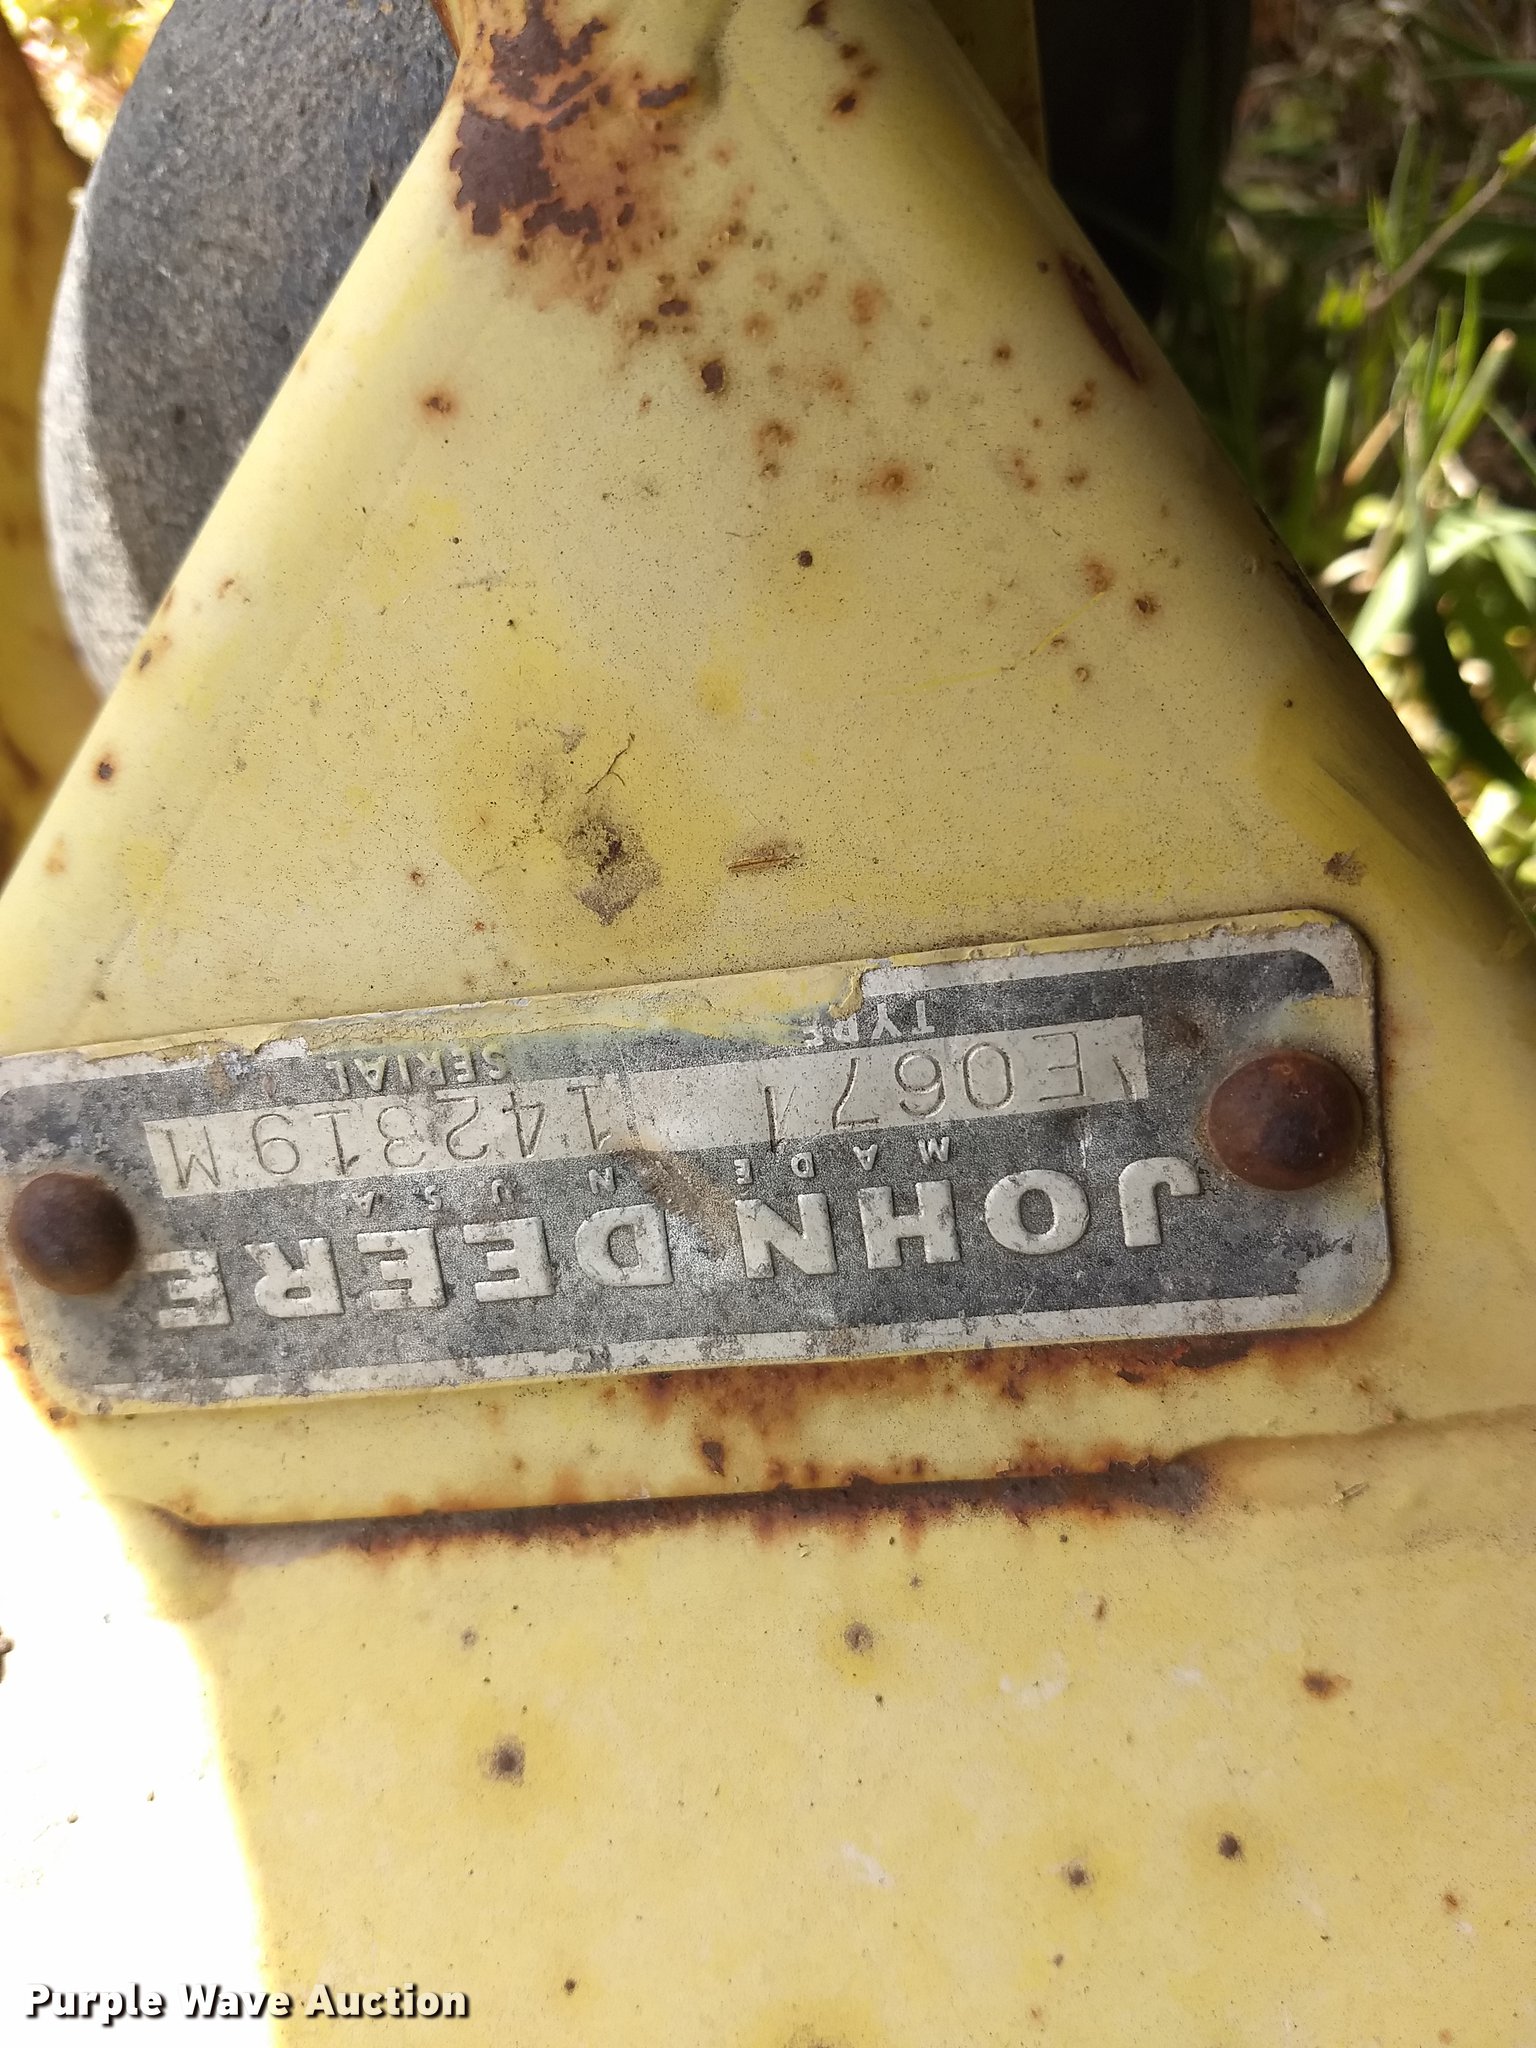 JOHN DEERE
MADE IN U.S.A.
E0671 142319M
TYPE SERIAL
Purple Wave Auction